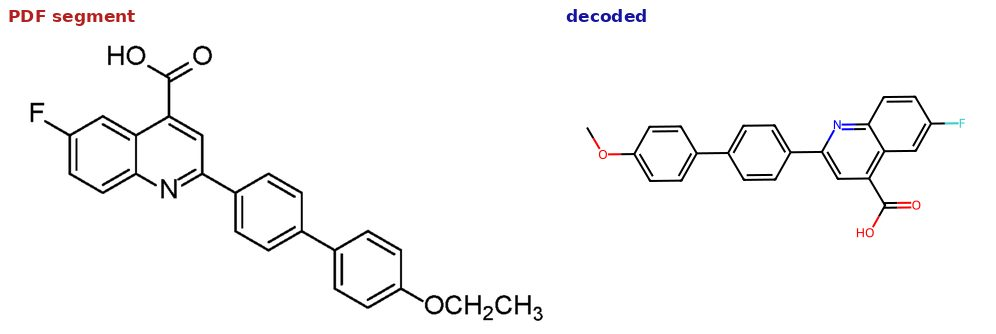 PDF segment
decoded
HO O
F
N
OCH₂CH₃
N
F
O
O
HO